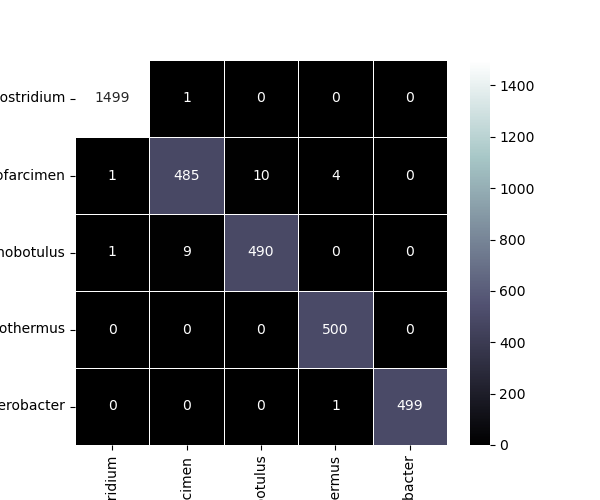 ostridium 1499 1 0 0 0
ofarcimen 1 485 10 4 0
nobotulus 1 9 490 0 0
othermus 0 0 0 500 0
erobacter 0 0 0 1 499
ridium
cimen
otulus
ermus
bacter
1400
1200
1000
800
600
400
200
0